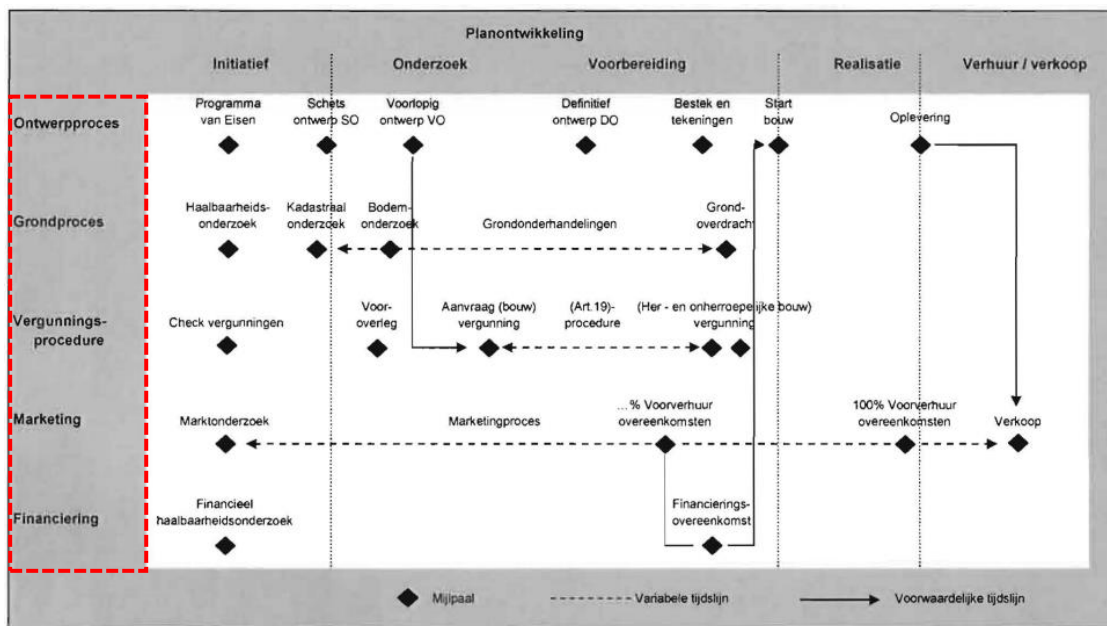 Planontwikkeling
Initiatief Onderzoek Voorbereiding Realisatie Verhuur / verkoop
Ontwerpproces
Programma
van Eisen
Schets
ontwerp SO
Voorlopig
ontwerp VO
Definitief
ontwerp DO
Bestek en
tekeningen
Start
bouw
Oplevering
Grondproces
Haalbaarheids-
onderzoek
Kadastraal
onderzoek
Bodem-
onderzoek
Grondonderhandelingen
Grond-
overdracht
Vergunnings-
procedure
Check vergunningen
Voor-
overleg
Aanvraag (bouw)
vergunning
(Art.19)-
procedure
(Her - en onherroepelijke bouw)
vergunning
Marketing
Marktonderzoek
Marketingproces
...% Voorverhuur
overeenkomsten
100% Voorverhuur
overeenkomsten
Verkoop
Financiering
Financieel
haalbaarheidsonderzoek
Financierings-
overeenkomst
Mijlpaal Variabele tijdslijn Voorwaardelijke tijdslijn